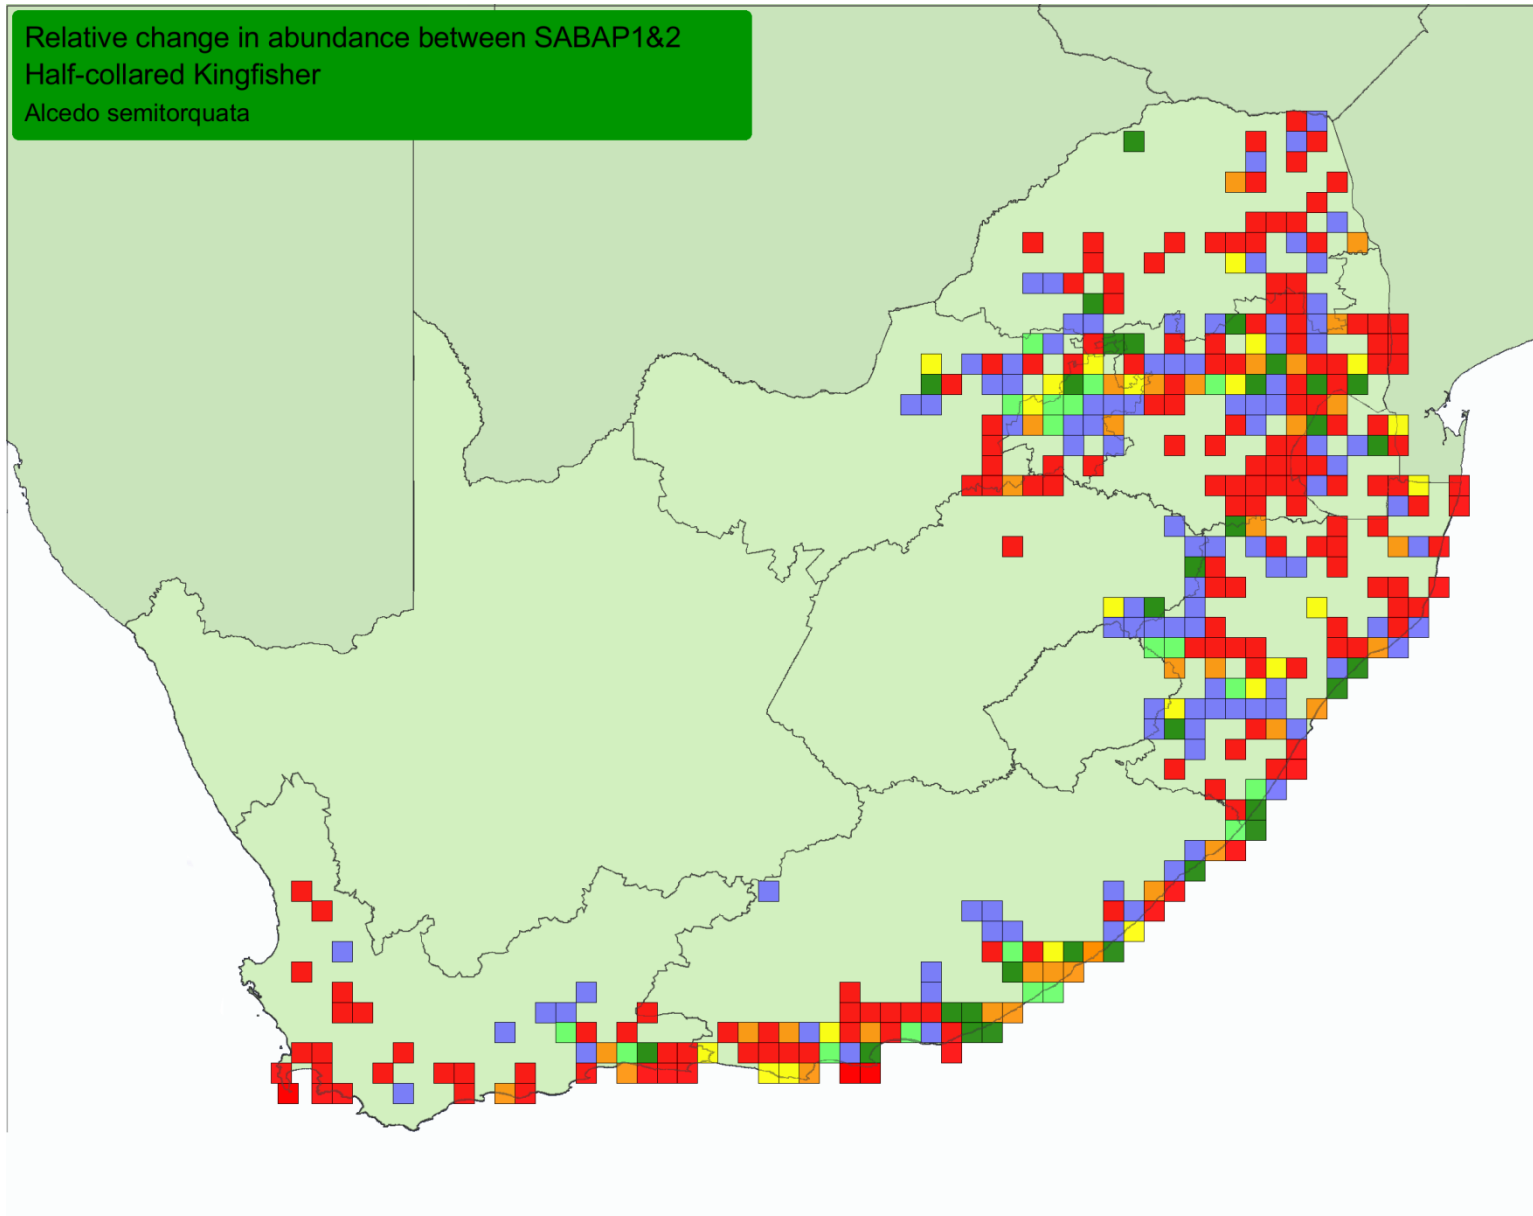 Relative change in abundance between SABAP1&2
Half-collared Kingfisher
Alcedo semitorquata